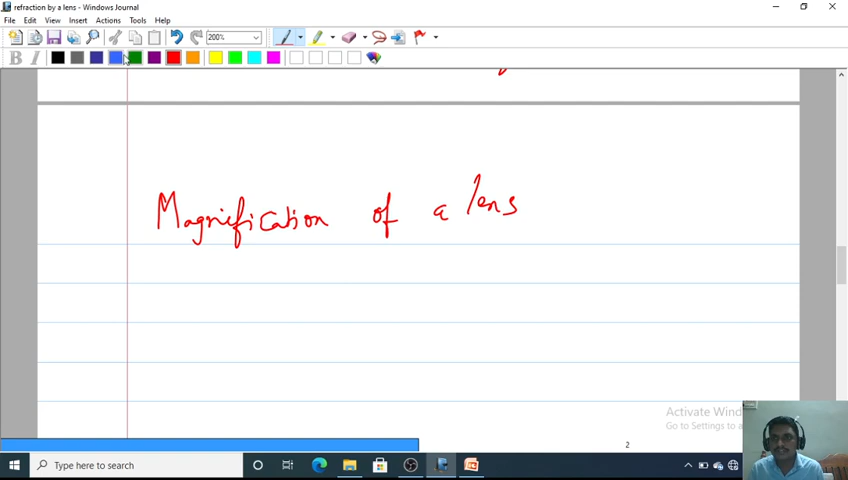 refraction by a lens - Windows Journal
File Edit View Insert Actions Tools Help
200%
B I
Magnification of a lens
Activate Wind
Go to Settings to a
2
Type here to search